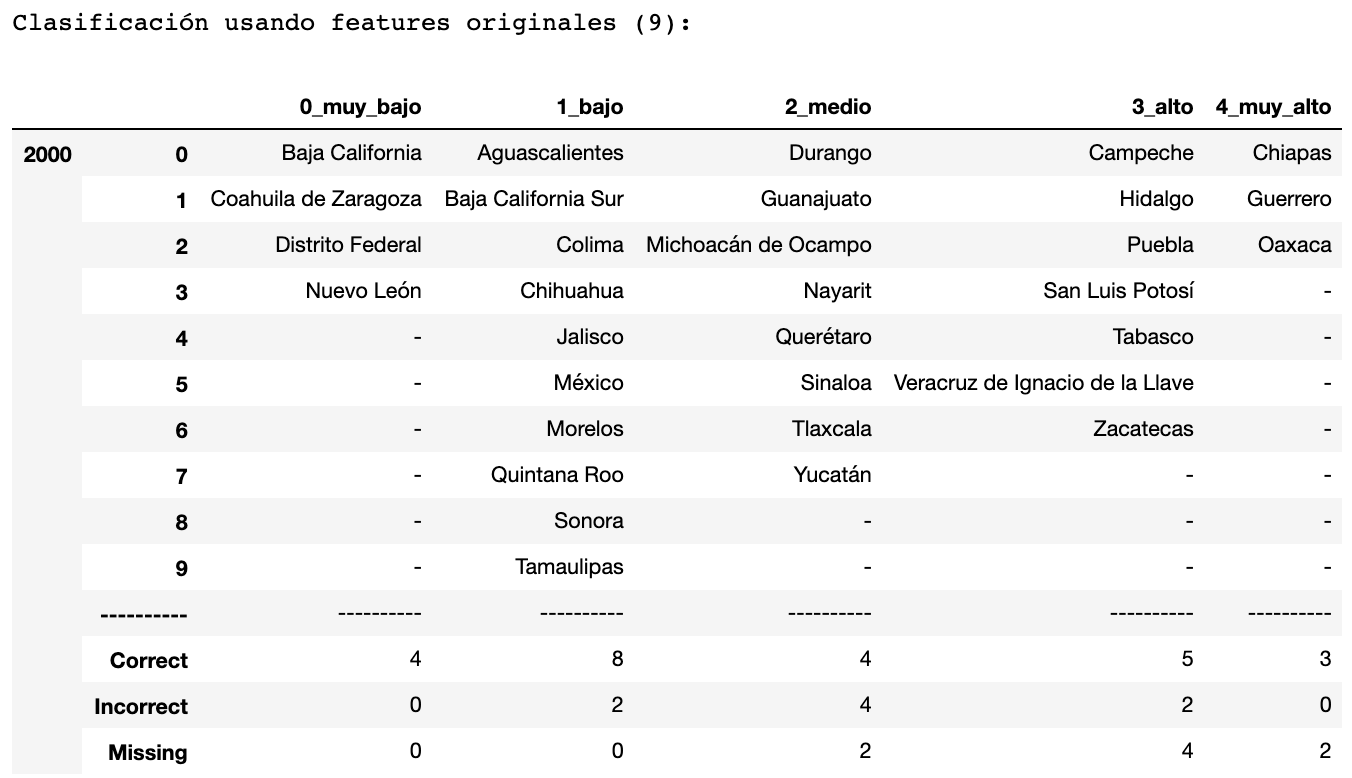 Clasificación usando features originales (9):
0_muy_bajo 1_bajo 2_medio 3_alto 4_muy_alto
2000 0 Baja California Aguascalientes Durango Campeche Chiapas
1 Coahuila de Zaragoza Baja California Sur Guanajuato Hidalgo Guerrero
2 Distrito Federal Colima Michoacán de Ocampo Puebla Oaxaca
3 Nuevo León Chihuahua Nayarit San Luis Potosí -
4 - Jalisco Querétaro Tabasco -
5 - México Sinaloa Veracruz de Ignacio de la Llave -
6 - Morelos Tlaxcala Zacatecas -
7 - Quintana Roo Yucatán - -
8 - Sonora - - -
9 - Tamaulipas - - -
---------- ---------- ---------- ---------- ---------- ----------
Correct 4 8 4 5 3
Incorrect 0 2 4 2 0
Missing 0 0 2 4 2